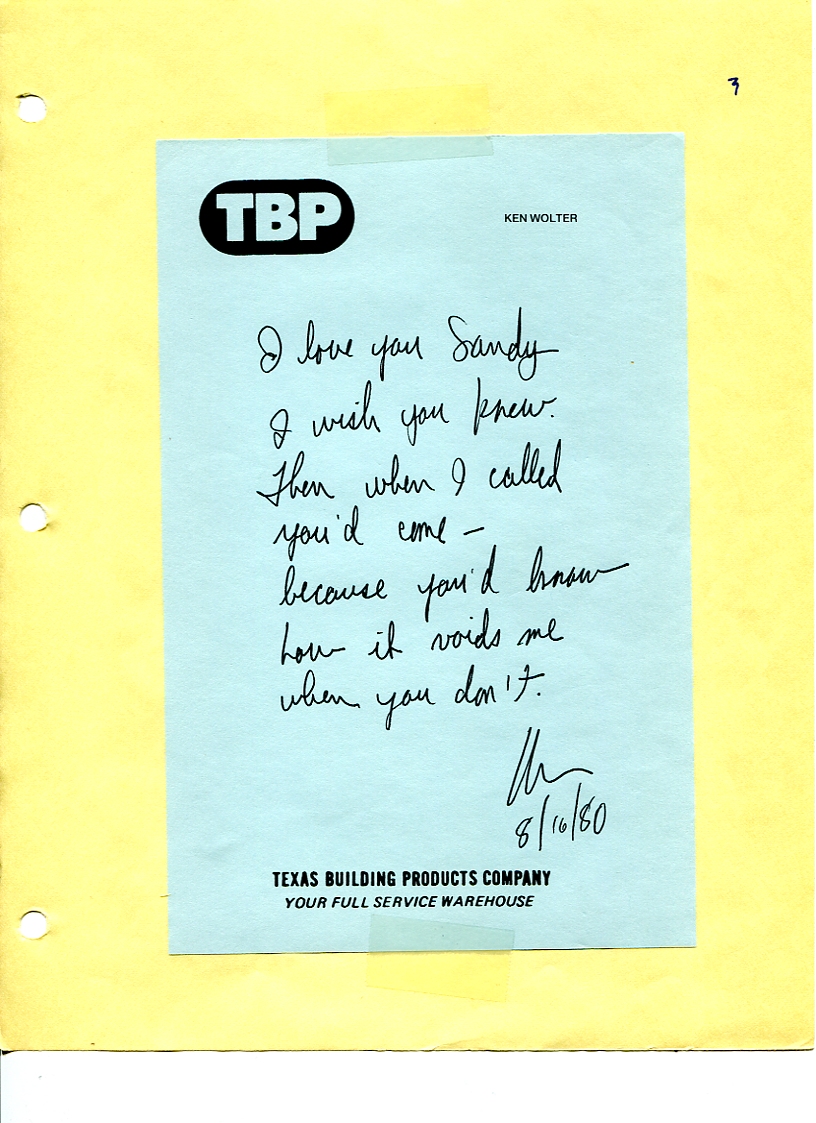 3
TBP
KEN WOLTER
I love you Sandy
I wish you knew.
Then when I called
you'd come –
because you'd know
how it voids me
when you don't.
Ken
8/16/80
TEXAS BUILDING PRODUCTS COMPANY
YOUR FULL SERVICE WAREHOUSE